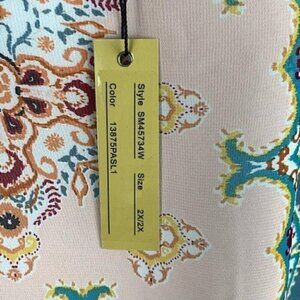 Style SM45734W Size 2X/2X
Color 13875PASL1